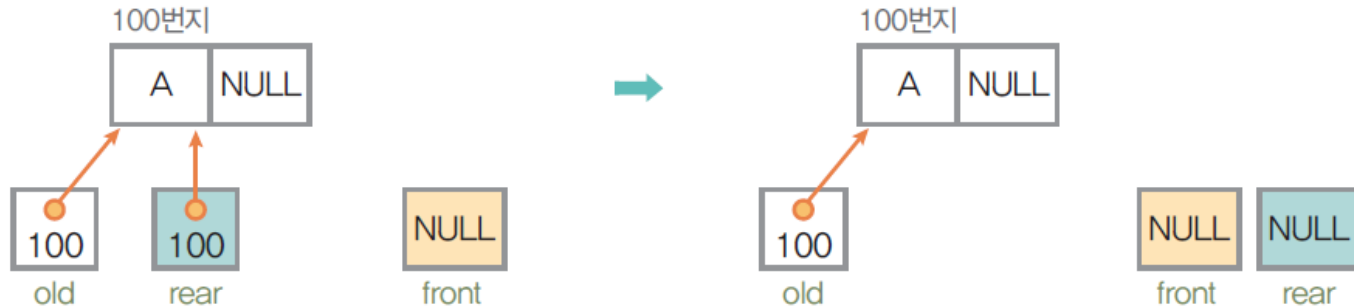 100번지 100번지
A NULL A NULL
100 100 NULL 100 NULL NULL
old rear front old front rear